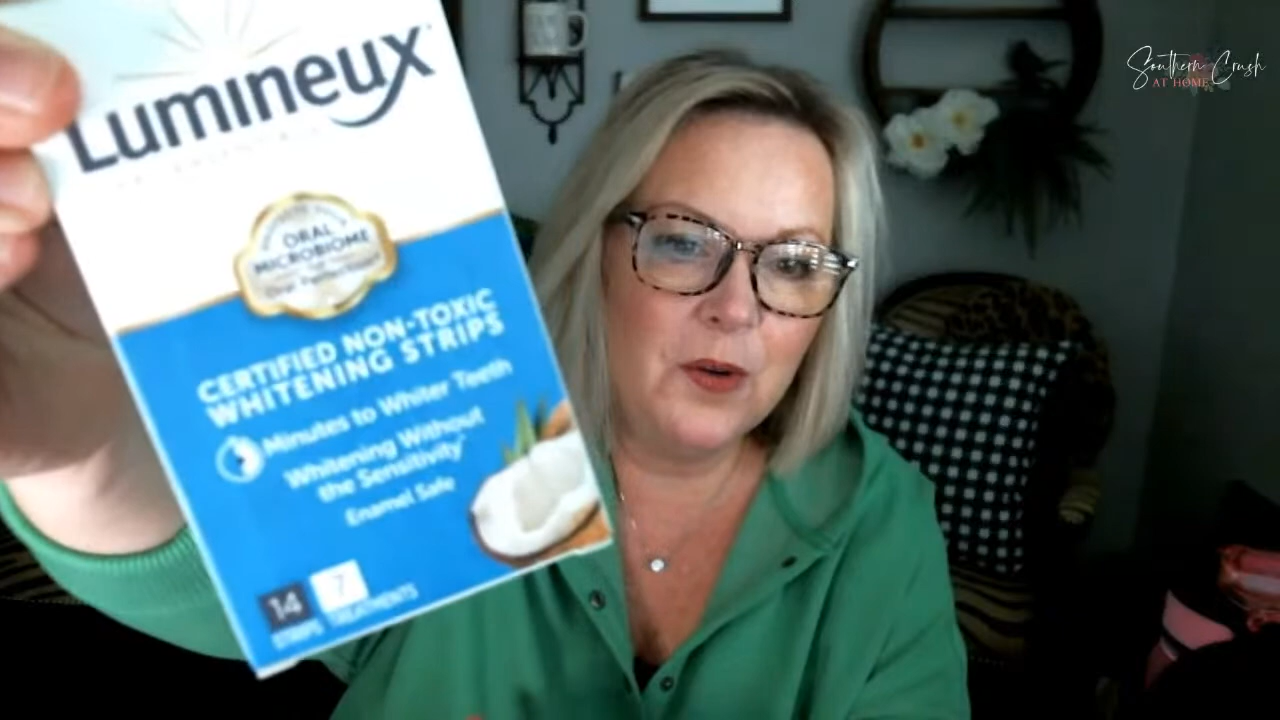 Southern Crush
AT HOME
Lumineux
ORAL
MICROBIOME
CERTIFIED NON-TOXIC
WHITENING STRIPS
Minutes to Whiter Teeth
Whitening Without
the Sensitivity
Enamel Safe
14
STRIPS
7
TREATMENTS